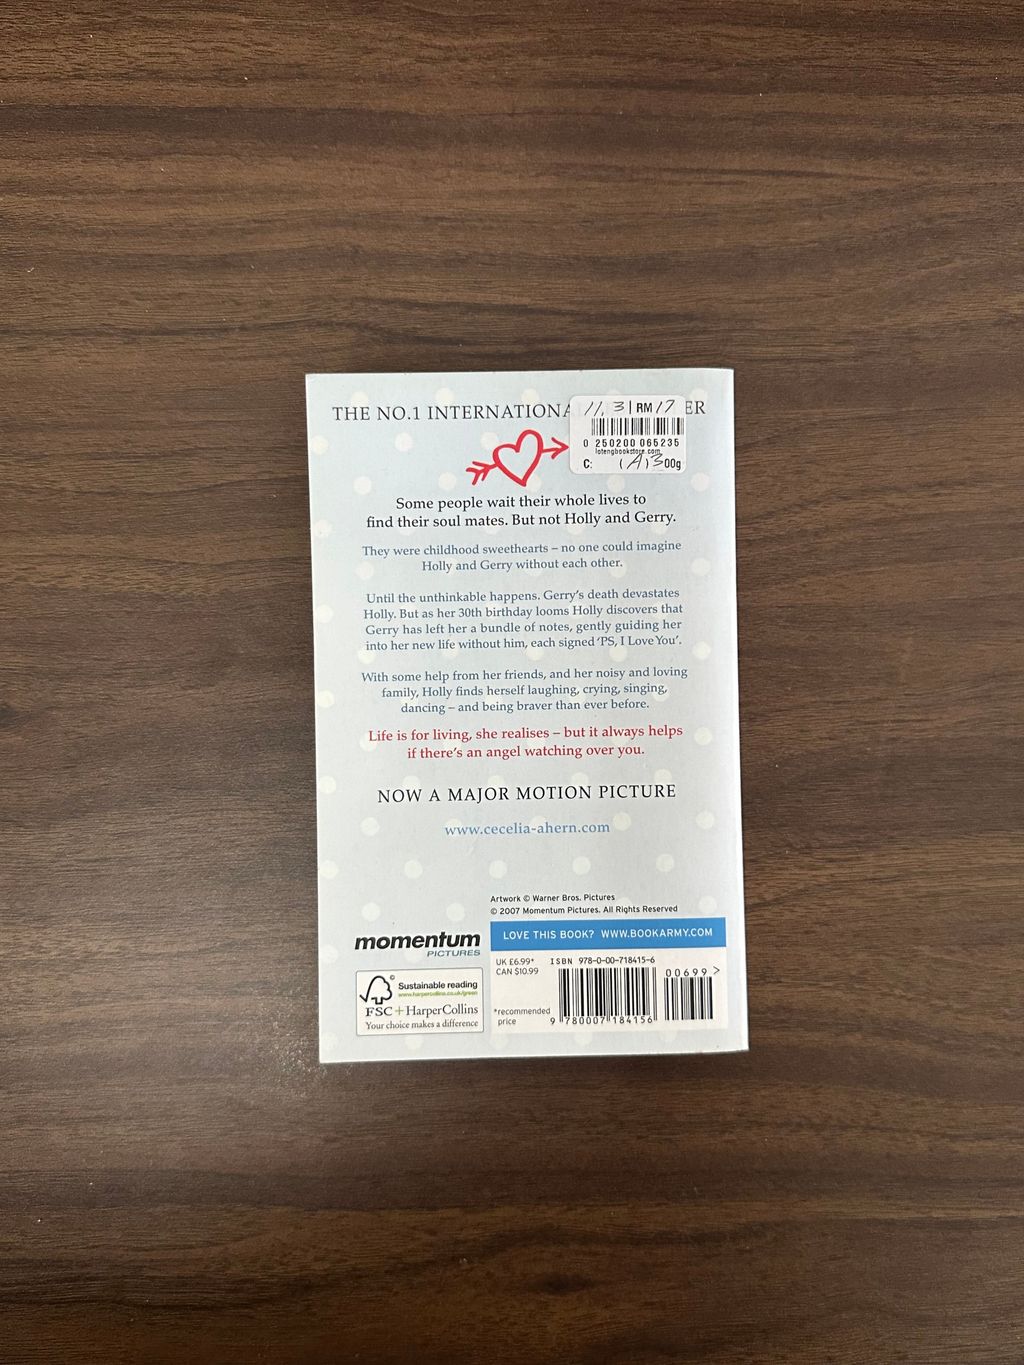 THE NO.1 INTERNATIONA ER
11, 31 RM 17
0 250200 065235
lotengbookstore.com
C: 300g
Some people wait their whole lives to
find their soul mates. But not Holly and Gerry.
They were childhood sweethearts – no one could imagine
Holly and Gerry without each other.
Until the unthinkable happens. Gerry's death devastates
Holly. But as her 30th birthday looms Holly discovers that
Gerry has left her a bundle of notes, gently guiding her
into her new life without him, each signed 'PS, I Love You'.
With some help from her friends, and her noisy and loving
family, Holly finds herself laughing, crying, singing,
dancing – and being braver than ever before.
Life is for living, she realises – but it always helps
if there's an angel watching over you.
NOW A MAJOR MOTION PICTURE
www.cecelia-ahern.com
Artwork © Warner Bros. Pictures
© 2007 Momentum Pictures. All Rights Reserved
momentum
PICTURES
LOVE THIS BOOK? WWW.BOOKARMY.COM
©
Sustainable reading
www.harpercollins.co.uk/green
FSC + HarperCollins
Your choice makes a difference
UK £6.99*
CAN $10.99
*recommended
price
ISBN 978-0-00-718415-6
9 780007 184156
00699 >